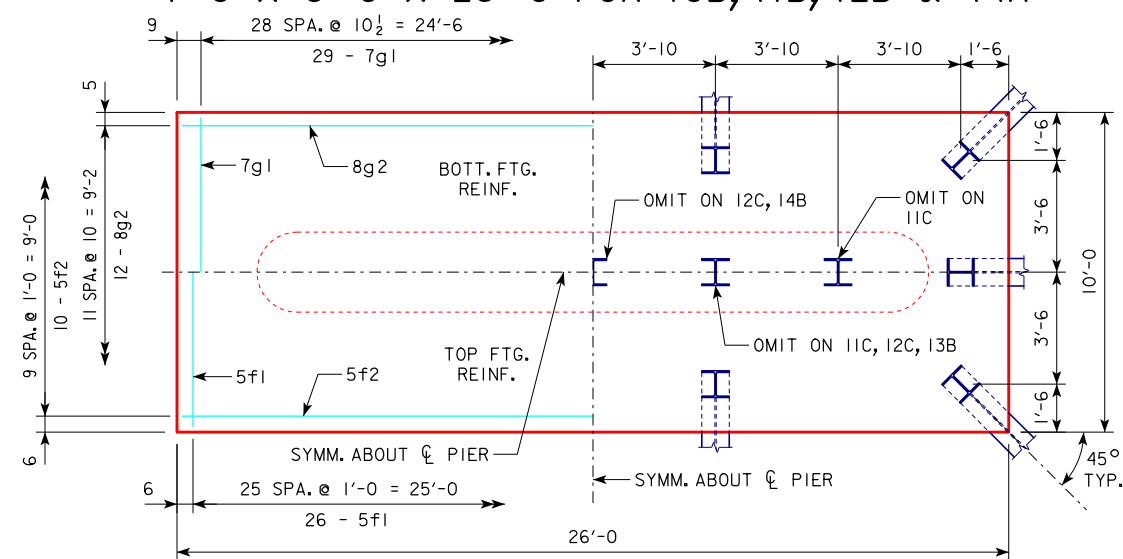 9
28 SPA. @ 10½ = 24'-6
29 - 7g1
3'-10
3'-10
3'-10
1'-6
5
7g1
8g2
BOTT. FTG.
REINF.
OMIT ON 12C, 14B
OMIT ON
11C
1'-6
3'-6
10'-0
3'-6
1'-6
9 SPA. @ 1'-0 = 9'-0
10 - 5f2
11 SPA. @ 10 = 9'-2
12 - 8g2
TOP FTG.
REINF.
OMIT ON 11C, 12C, 13B
5f1
5f2
6
SYMM. ABOUT ℄ PIER
SYMM. ABOUT ℄ PIER
45°
TYP.
6
25 SPA. @ 1'-0 = 25'-0
26 - 5f1
26'-0